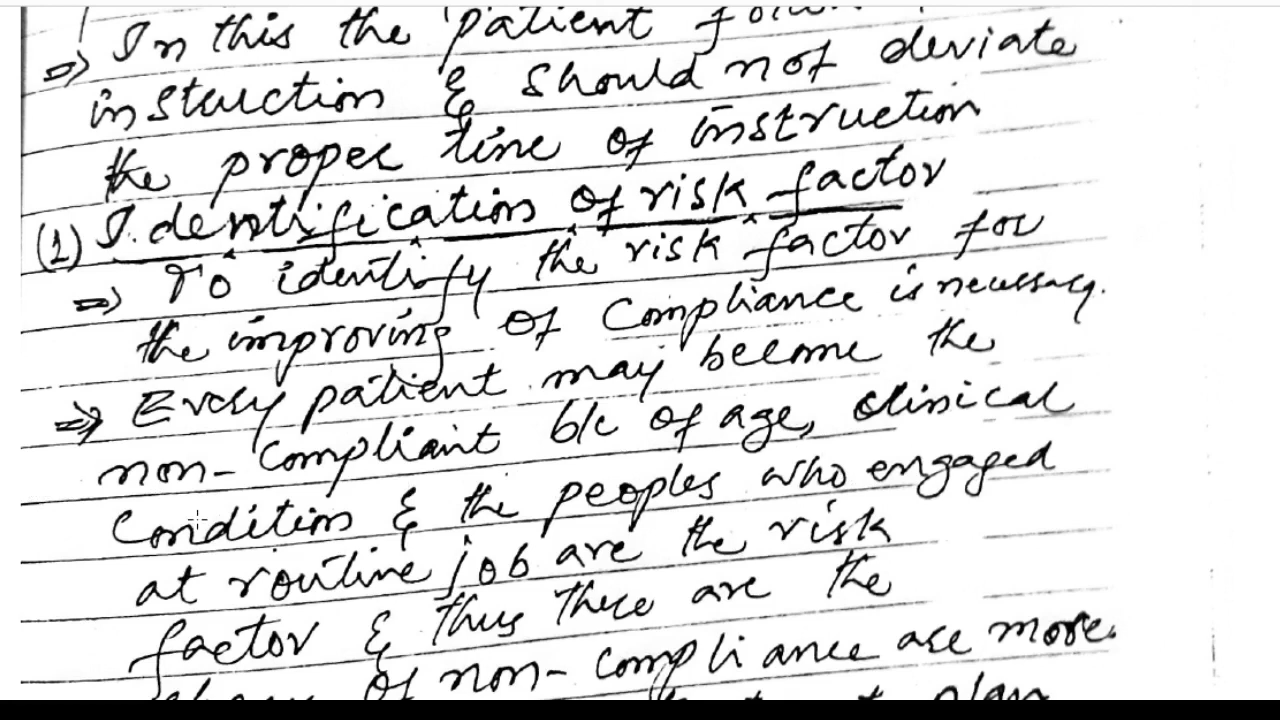 ⇒ In this the patient
instruction & should not deviate
the proper line of instruction
(1) Identification of risk factor
⇒ To identify the risk factor for
the improving of Compliance is necessary.
⇒ Every patient may become the
non-compliant b/c of age, clinical
Condition & the peoples who engaged
at routine job are the risk
factor & thus there are the
of non-compliance are more.
plan